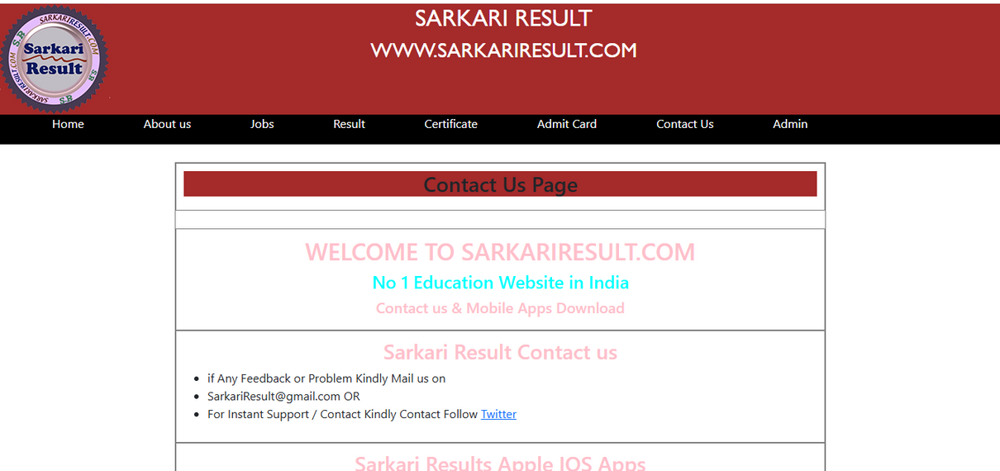 SARKARI RESULT
WWW.SARKARIRESULT.COM
SARKARIRESULT.COM
S.R
Sarkari
Result
SARKARIRESULT.COM
S.R
SARKARIRESULT.COM
S.B
Home About us Jobs Result Certificate Admit Card Contact Us Admin
Contact Us Page
WELCOME TO SARKARIRESULT.COM
No 1 Education Website in India
Contact us & Mobile Apps Download
Sarkari Result Contact us
if Any Feedback or Problem Kindly Mail us on
SarkariResult@gmail.com OR
For Instant Support / Contact Kindly Contact Follow Twitter
Sarkari Results Apple IOS Apps